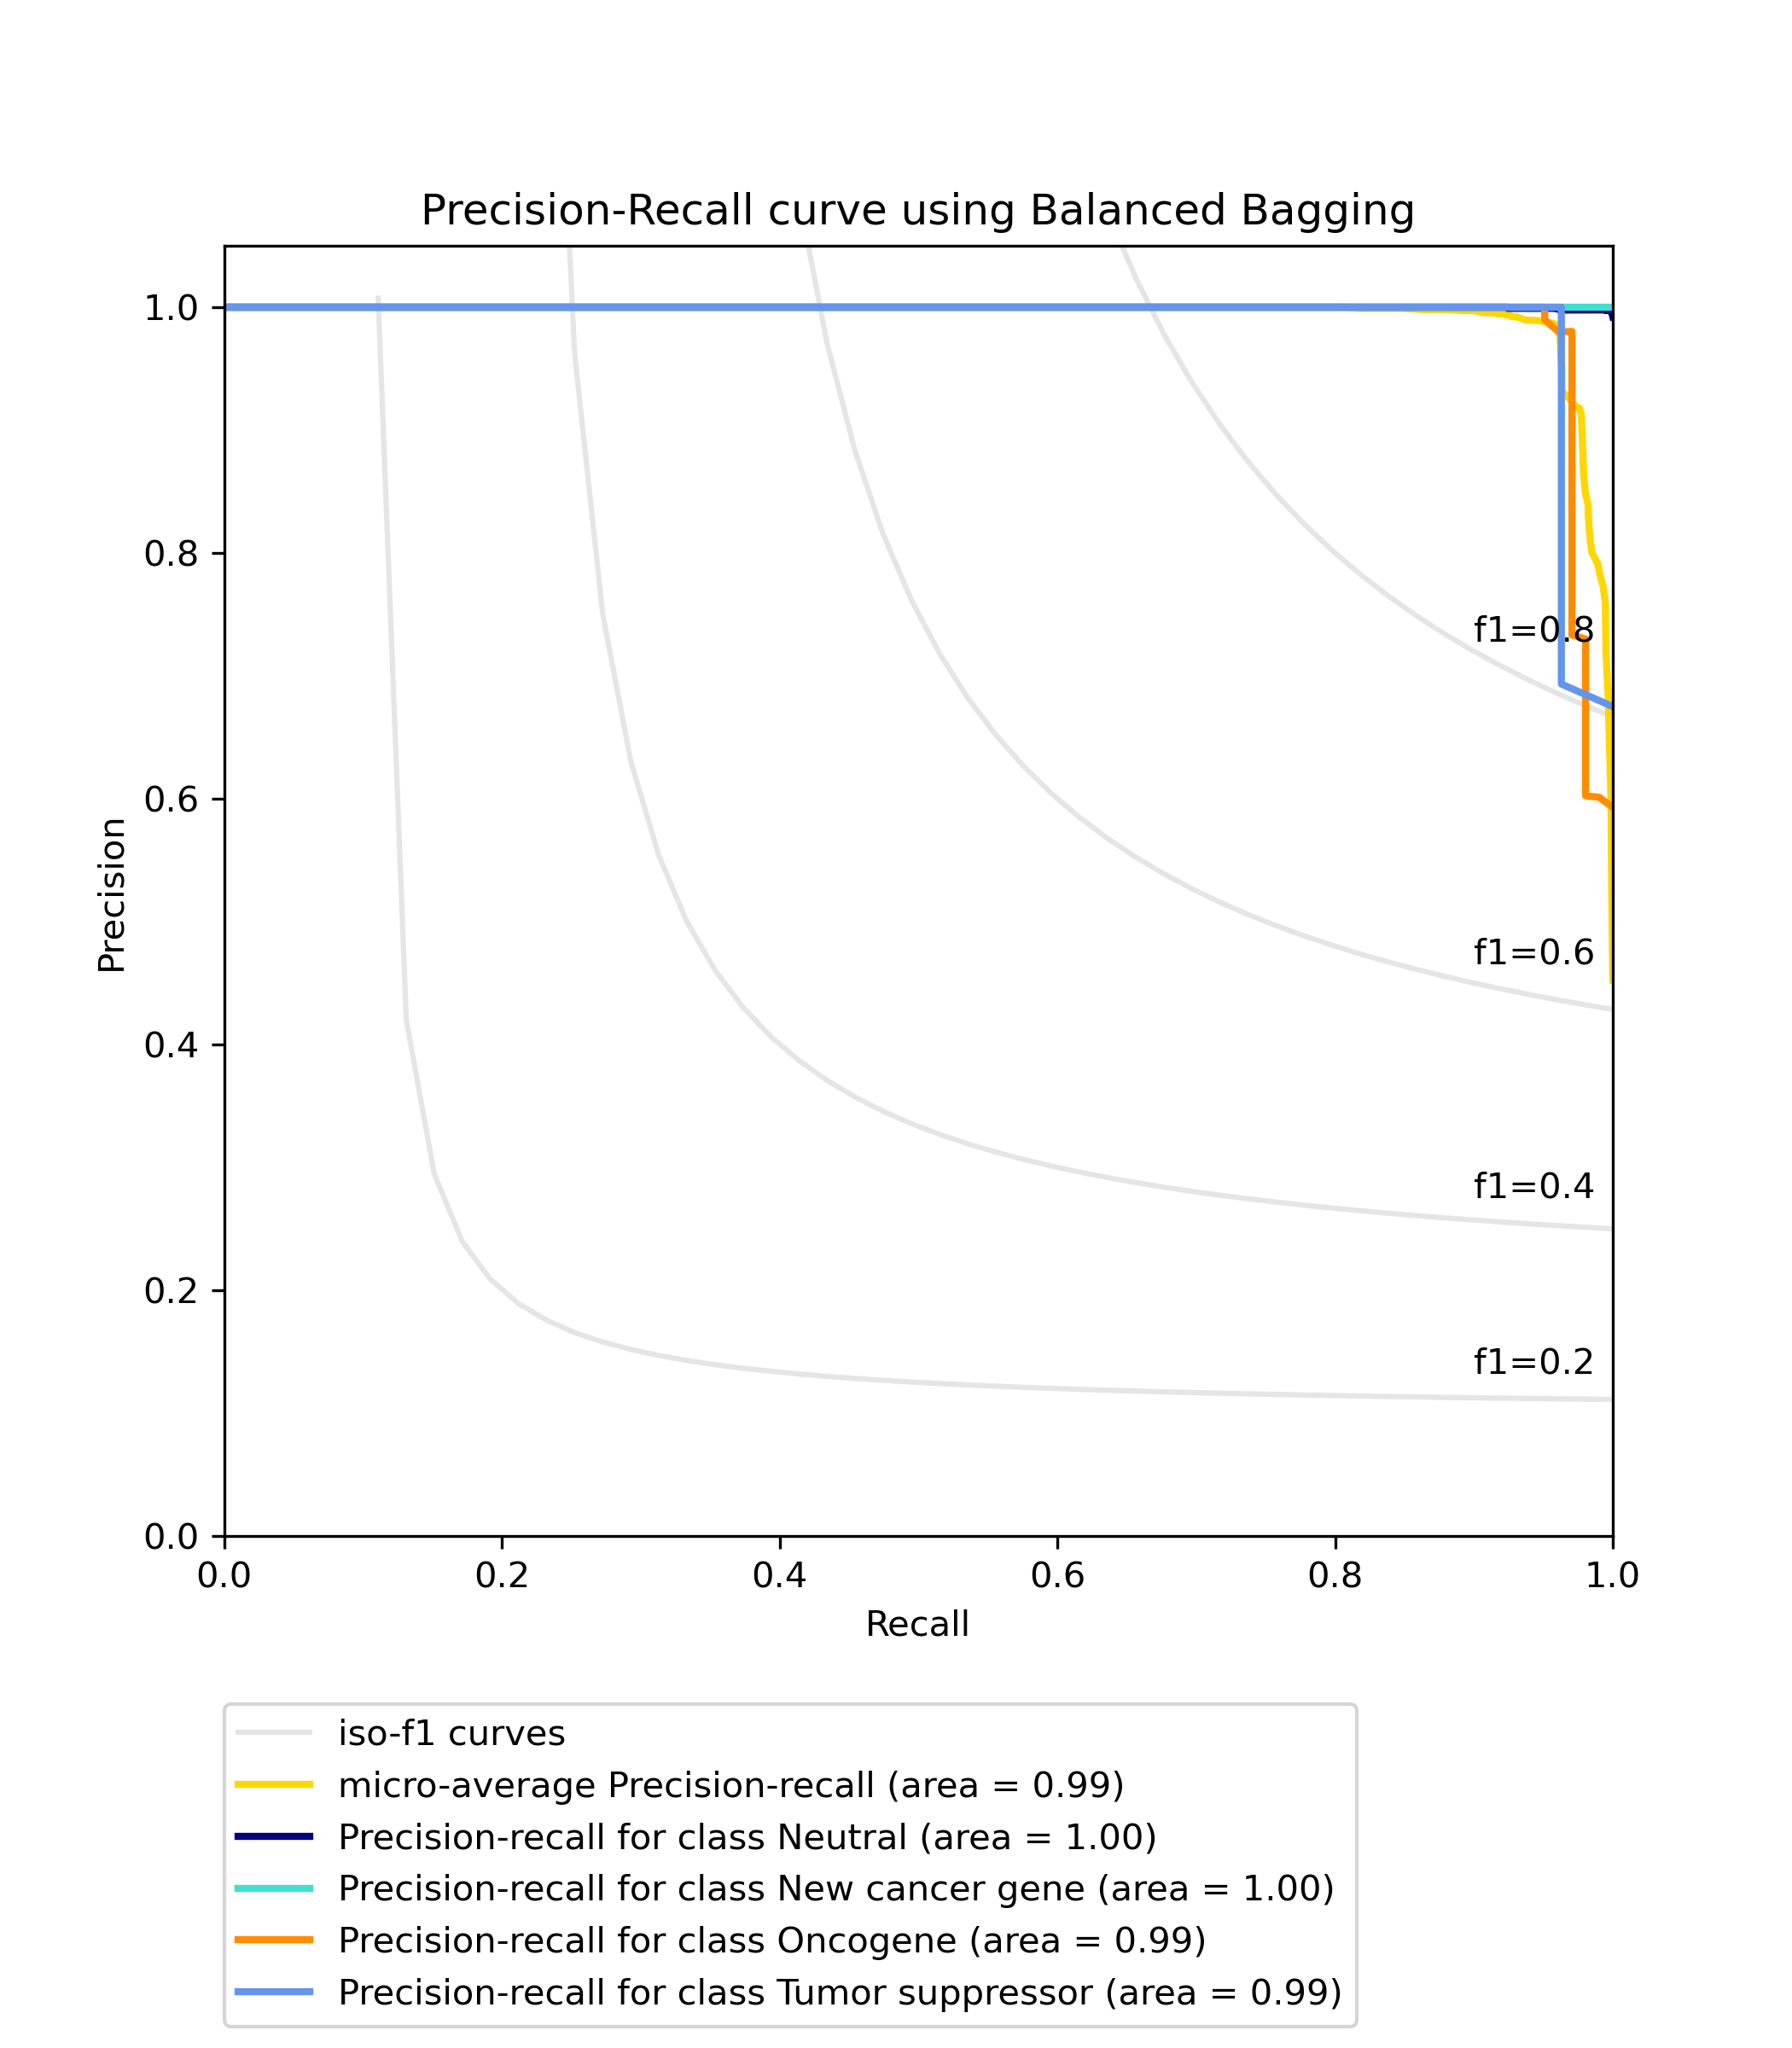 Precision-Recall curve using Balanced Bagging
1.0
0.8
0.6
0.4
0.2
0.0
Precision
f1=0.8
f1=0.6
f1=0.4
f1=0.2
0.0 0.2 0.4 0.6 0.8 1.0
Recall
iso-f1 curves
micro-average Precision-recall (area = 0.99)
Precision-recall for class Neutral (area = 1.00)
Precision-recall for class New cancer gene (area = 1.00)
Precision-recall for class Oncogene (area = 0.99)
Precision-recall for class Tumor suppressor (area = 0.99)